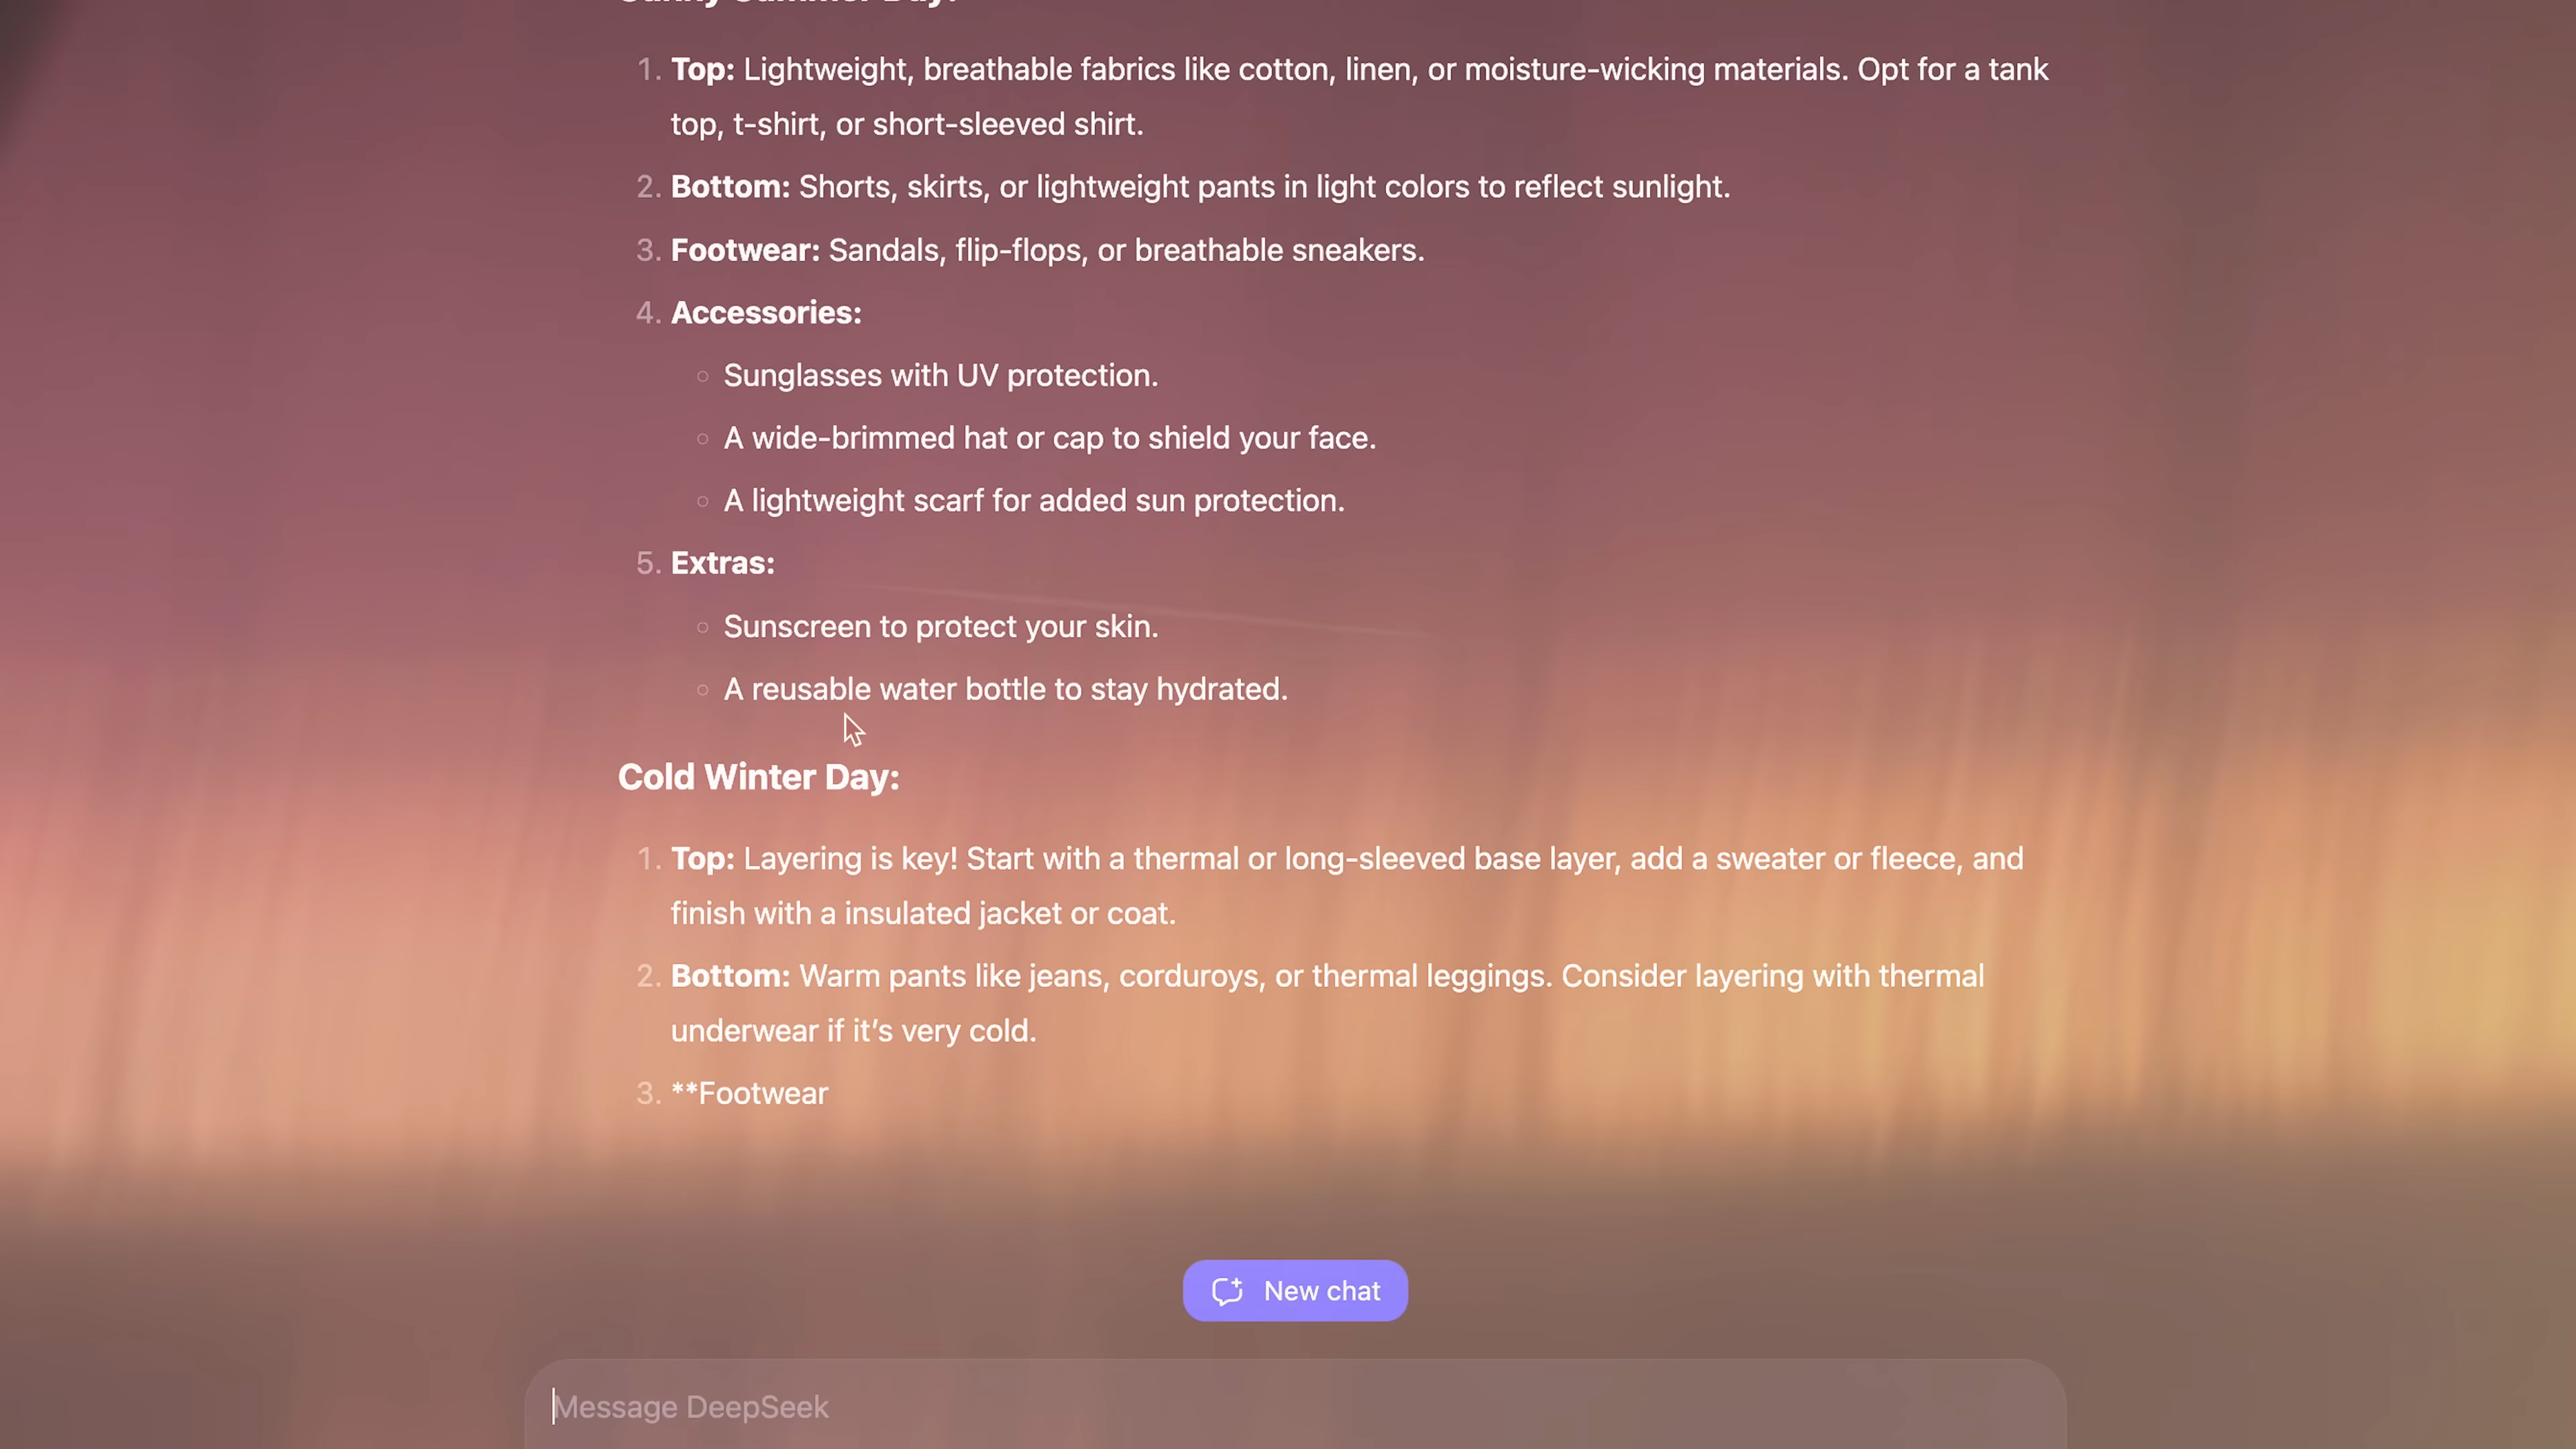 Sunny Summer Day:
1. Top: Lightweight, breathable fabrics like cotton, linen, or moisture-wicking materials. Opt for a tank
top, t-shirt, or short-sleeved shirt.
2. Bottom: Shorts, skirts, or lightweight pants in light colors to reflect sunlight.
3. Footwear: Sandals, flip-flops, or breathable sneakers.
4. Accessories:
○ Sunglasses with UV protection.
○ A wide-brimmed hat or cap to shield your face.
○ A lightweight scarf for added sun protection.
5. Extras:
○ Sunscreen to protect your skin.
○ A reusable water bottle to stay hydrated.
Cold Winter Day:
1. Top: Layering is key! Start with a thermal or long-sleeved base layer, add a sweater or fleece, and
finish with a insulated jacket or coat.
2. Bottom: Warm pants like jeans, corduroys, or thermal leggings. Consider layering with thermal
underwear if it’s very cold.
3. **Footwear
New chat
Message DeepSeek